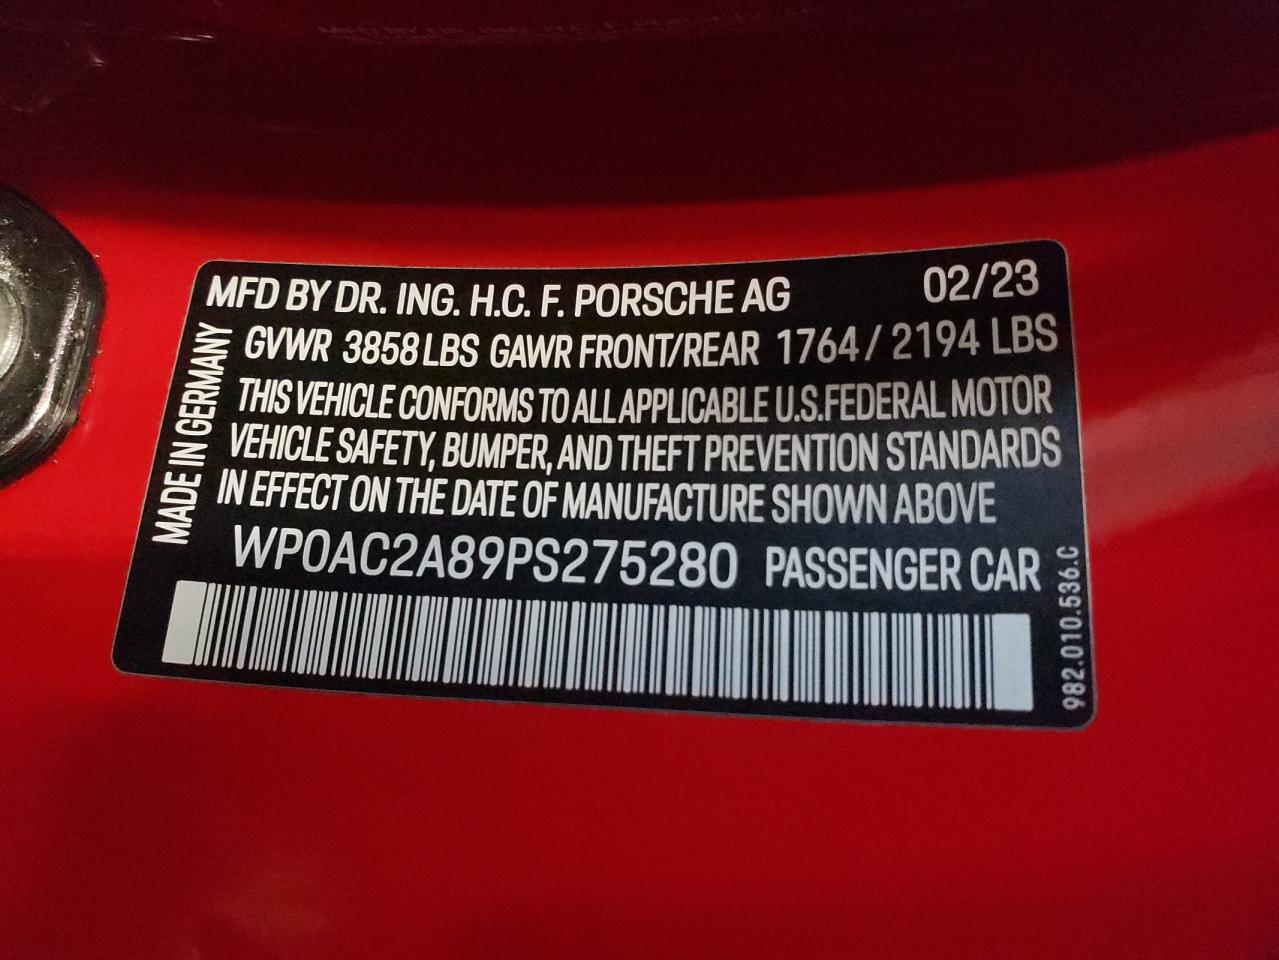 MFD BY DR. ING. H.C. F. PORSCHE AG 02/23
GVWR 3858 LBS GAWR FRONT/REAR 1764 / 2194 LBS
THIS VEHICLE CONFORMS TO ALL APPLICABLE U.S.FEDERAL MOTOR
VEHICLE SAFETY, BUMPER, AND THEFT PREVENTION STANDARDS
IN EFFECT ON THE DATE OF MANUFACTURE SHOWN ABOVE
WP0AC2A89PS275280 PASSENGER CAR
MADE IN GERMANY
982.010.536.C